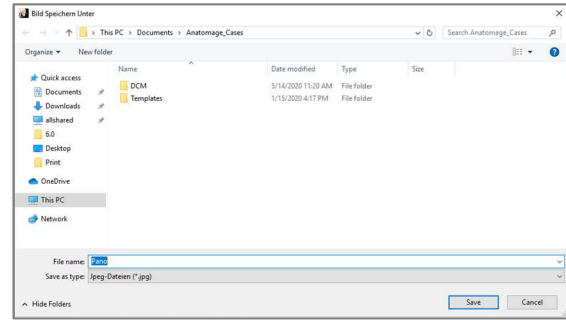 Bild Speichern Unter
This PC > Documents > Anatomage_Cases
Search Anatomage_Cases
Organize New folder
Name Date modified Type Size
Quick access
Documents
Downloads
allshared
6.0
Desktop
Print
OneDrive
This PC
Network
DCM 5/14/2020 11:20 AM File folder
Templates 1/15/2020 4:17 PM File folder
File name: Pano
Save as type: Jpeg-Dateien (*.jpg)
Hide Folders Save Cancel